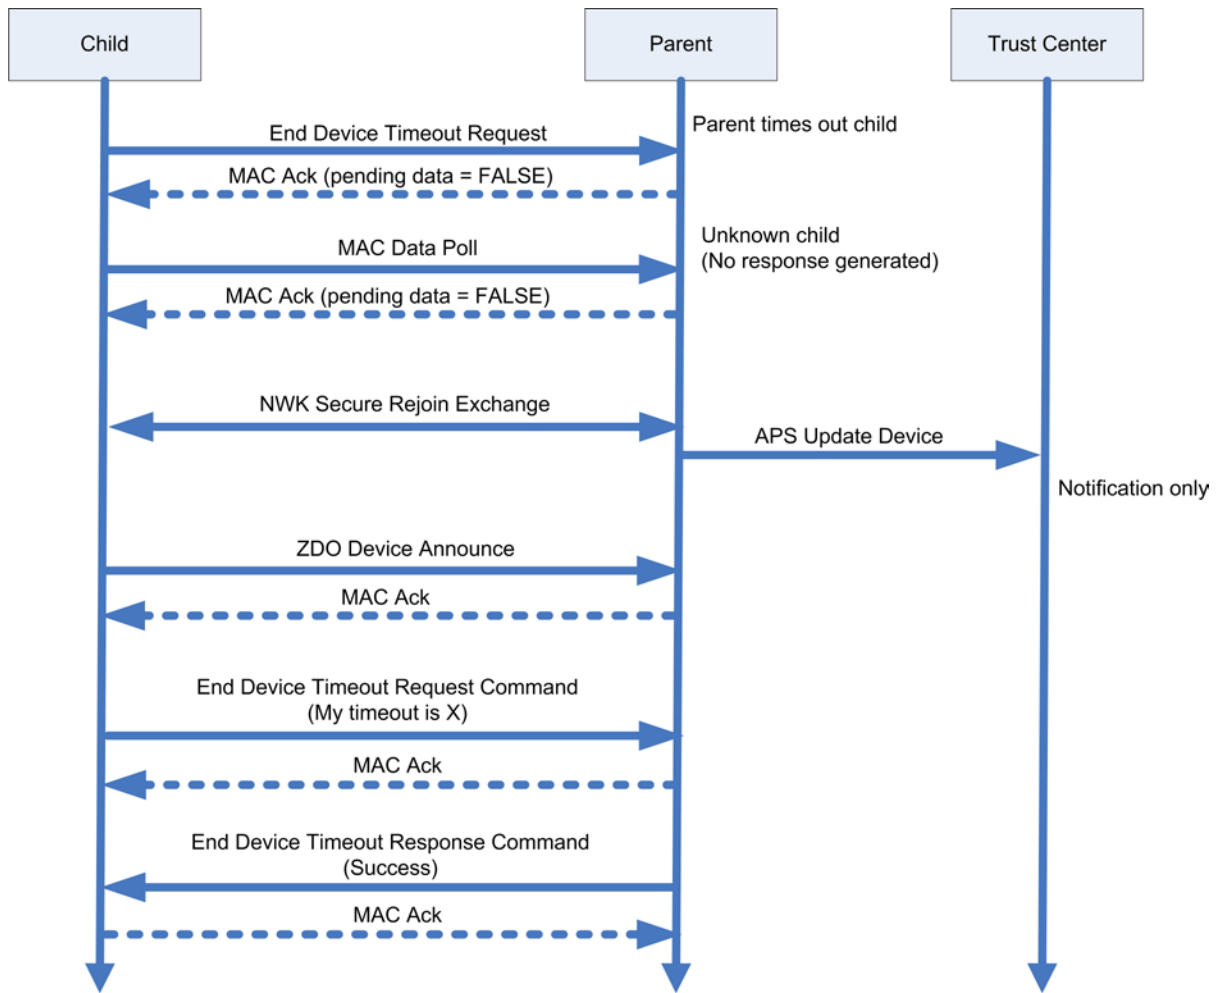 Child
Parent
Trust Center
Parent times out child
End Device Timeout Request
MAC Ack (pending data = FALSE)
Unknown child
(No response generated)
MAC Data Poll
MAC Ack (pending data = FALSE)
NWK Secure Rejoin Exchange
APS Update Device
Notification only
ZDO Device Announce
MAC Ack
End Device Timeout Request Command
(My timeout is X)
MAC Ack
End Device Timeout Response Command
(Success)
MAC Ack